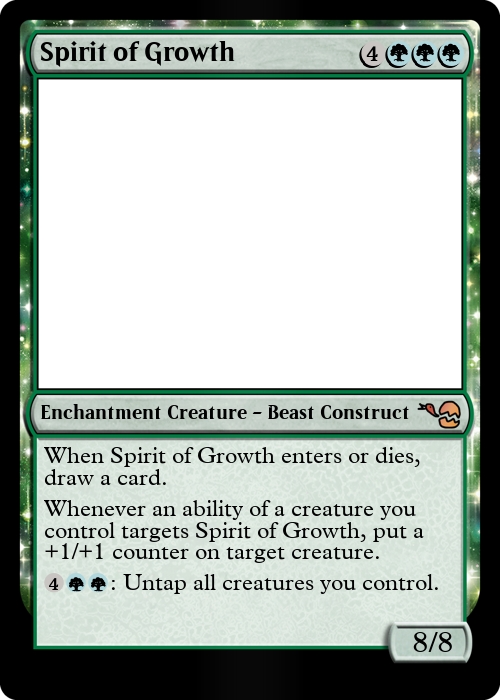 Spirit of Growth 4
Enchantment Creature – Beast Construct
When Spirit of Growth enters or dies,
draw a card.
Whenever an ability of a creature you
control targets Spirit of Growth, put a
+1/+1 counter on target creature.
4 : Untap all creatures you control.
8/8